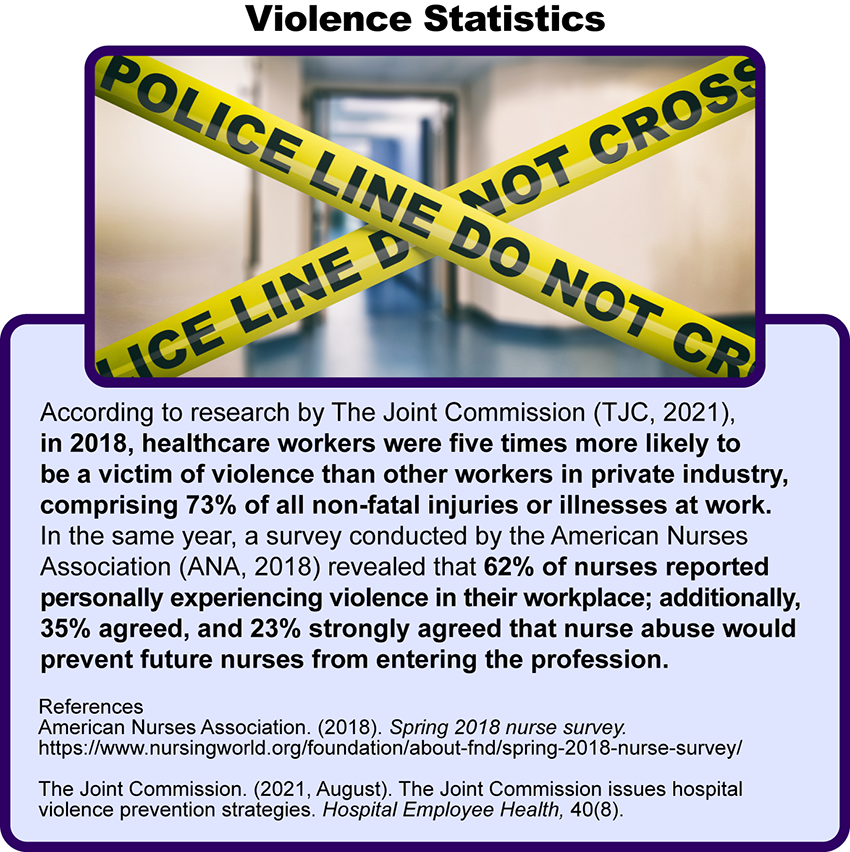 Violence Statistics
POLICE LINE DO NOT CR
LICE LINE D NOT CROSS
According to research by The Joint Commission (TJC, 2021),
in 2018, healthcare workers were five times more likely to
be a victim of violence than other workers in private industry,
comprising 73% of all non-fatal injuries or illnesses at work.
In the same year, a survey conducted by the American Nurses
Association (ANA, 2018) revealed that 62% of nurses reported
personally experiencing violence in their workplace; additionally,
35% agreed, and 23% strongly agreed that nurse abuse would
prevent future nurses from entering the profession.
References
American Nurses Association. (2018). Spring 2018 nurse survey.
https://www.nursingworld.org/foundation/about-fnd/spring-2018-nurse-survey/
The Joint Commission. (2021, August). The Joint Commission issues hospital
violence prevention strategies. Hospital Employee Health, 40(8).